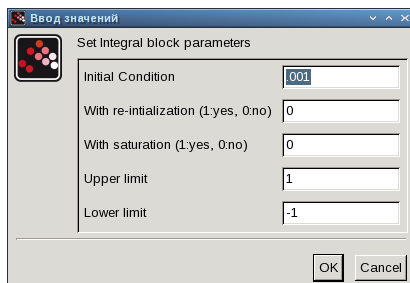 Ввод значений
Set Integral block parameters
Initial Condition .001
With re-intialization (1:yes, 0:no) 0
With saturation (1:yes, 0:no) 0
Upper limit 1
Lower limit -1
OK Cancel